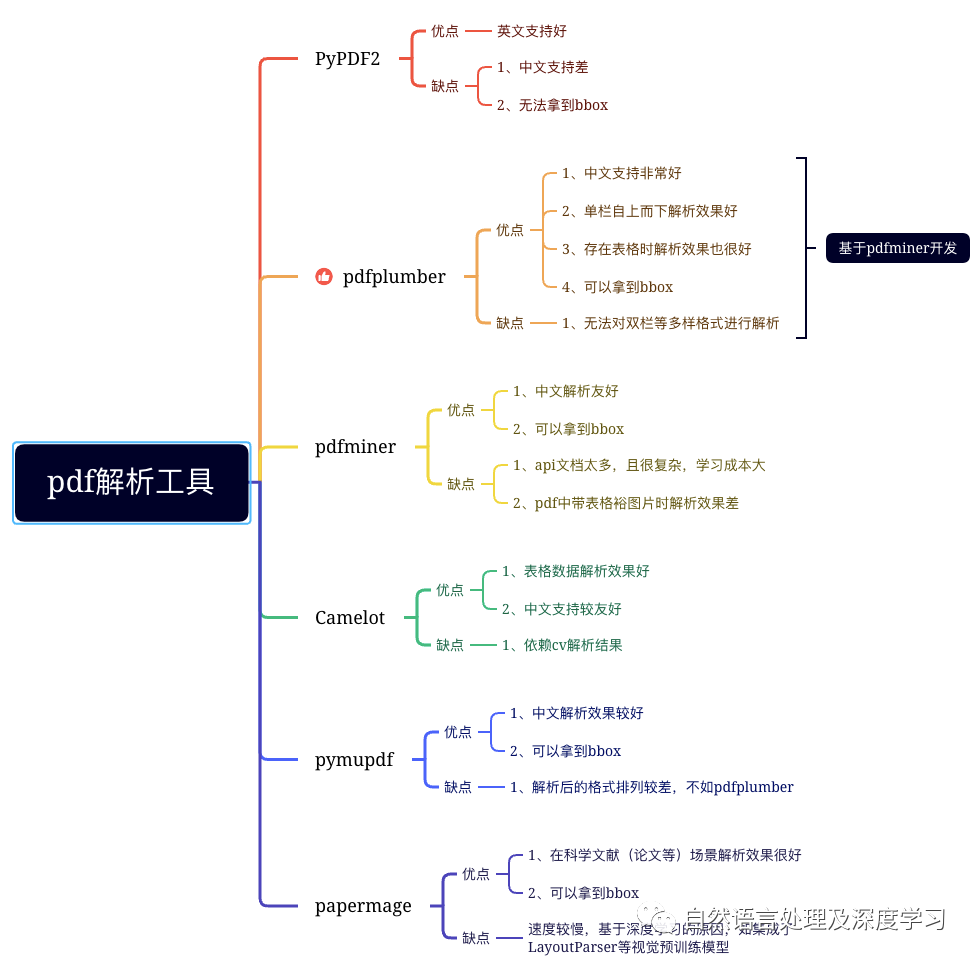 PyPDF2
优点
英文支持好
缺点
1、中文支持差
2、无法拿到bbox
pdfplumber
优点
1、中文支持非常好
2、单栏自上而下解析效果好
3、存在表格时解析效果也很好
4、可以拿到bbox
缺点
1、无法对双栏等多样格式进行解析
基于pdfminer开发
pdf解析工具
pdfminer
优点
1、中文解析友好
2、可以拿到bbox
缺点
1、api文档太多，且很复杂，学习成本大
2、pdf中带表格裕图片时解析效果差
Camelot
优点
1、表格数据解析效果好
2、中文支持较友好
缺点
1、依赖cv解析结果
pymupdf
优点
1、中文解析效果较好
2、可以拿到bbox
缺点
1、解析后的格式排列较差，不如pdfplumber
papermage
优点
1、在科学文献（论文等）场景解析效果很好
2、可以拿到bbox
缺点
速度较慢，基于深度学习的原因，如集成了
LayoutParser等视觉预训练模型
自然语言处理及深度学习